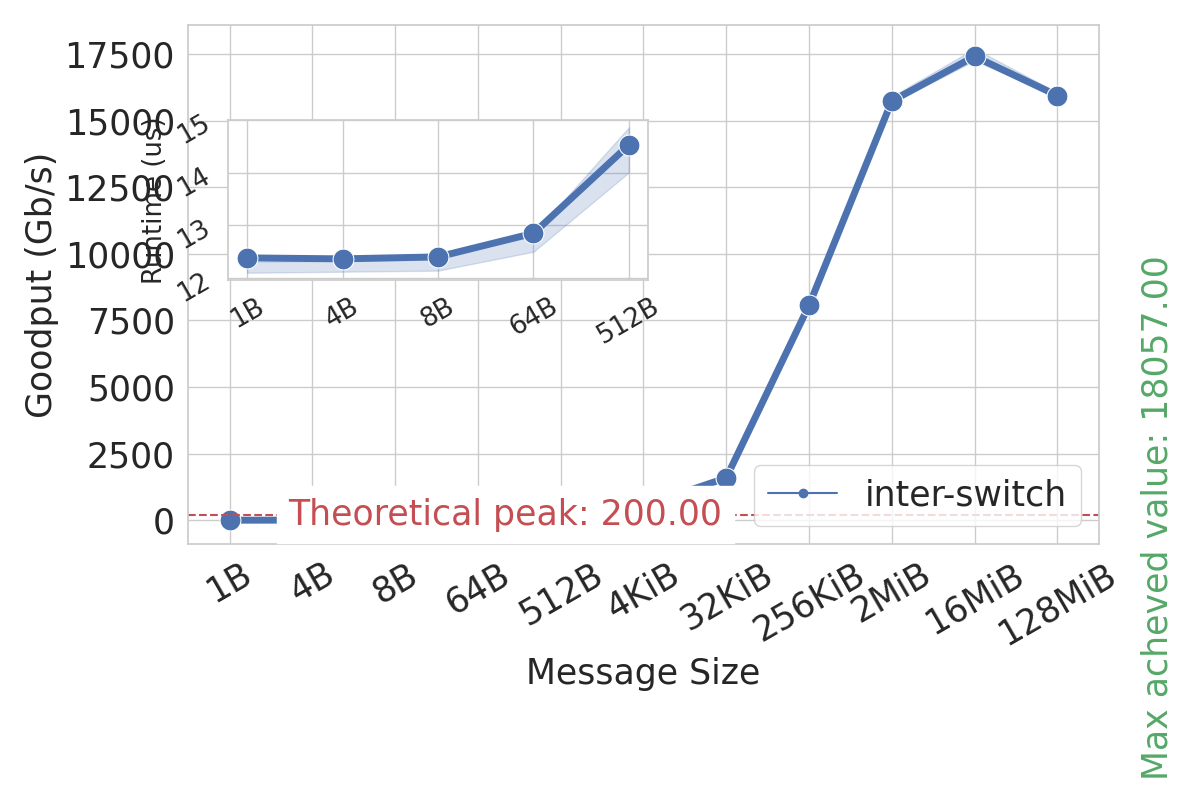 17500
15000
12500
10000
7500
5000
2500
0
Goodput (Gb/s)
Runtime (us)
15
14
13
12
1B
4B
8B
64B
512B
Theoretical peak: 200.00
inter-switch
1B
4B
8B
64B
512B
4KiB
32KiB
256KiB
2MiB
16MiB
128MiB
Message Size
Max acheved value: 18057.00